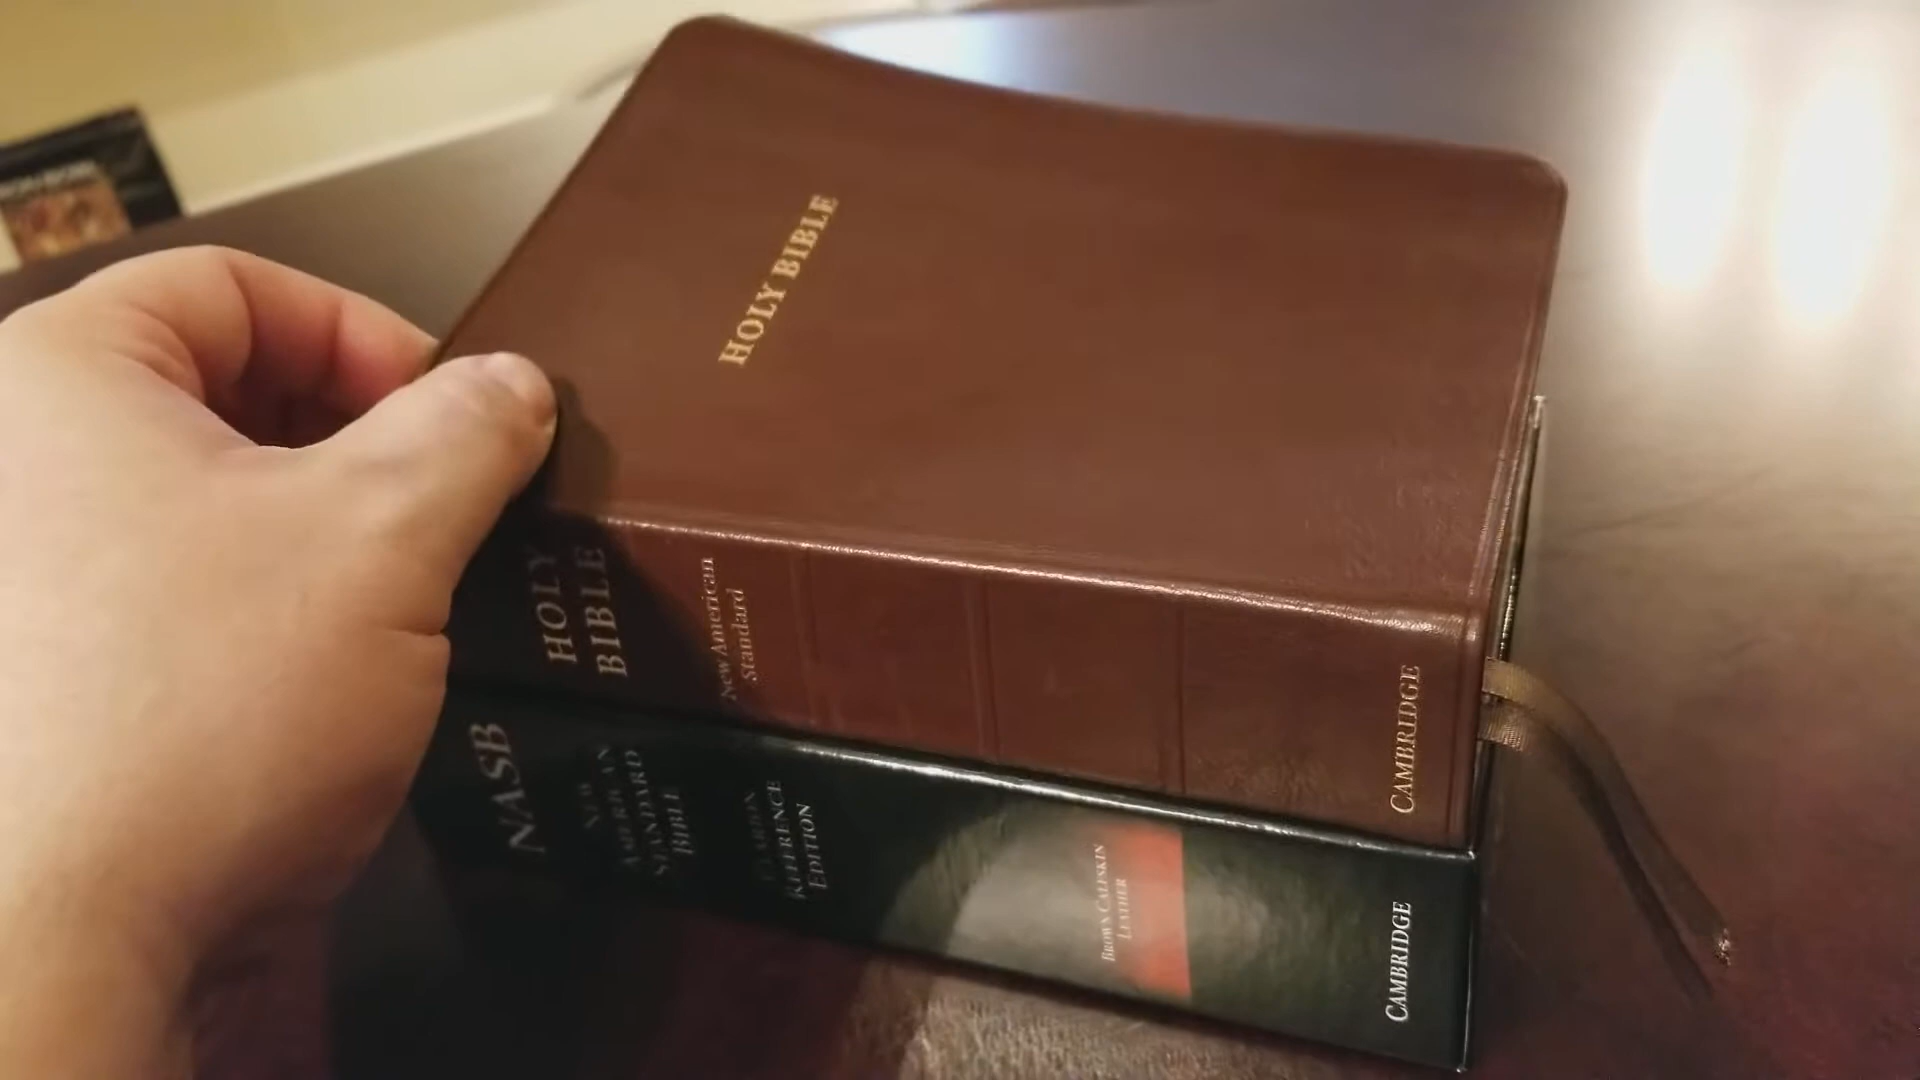 HOLY BIBLE
HOLY
BIBLE
New American
Standard
CAMBRIDGE
NASB
NEW
AMERICAN
STANDARD
BIBLE
CLARION
REFERENCE
EDITION
BROWN CALFSKIN
LEATHER
CAMBRIDGE